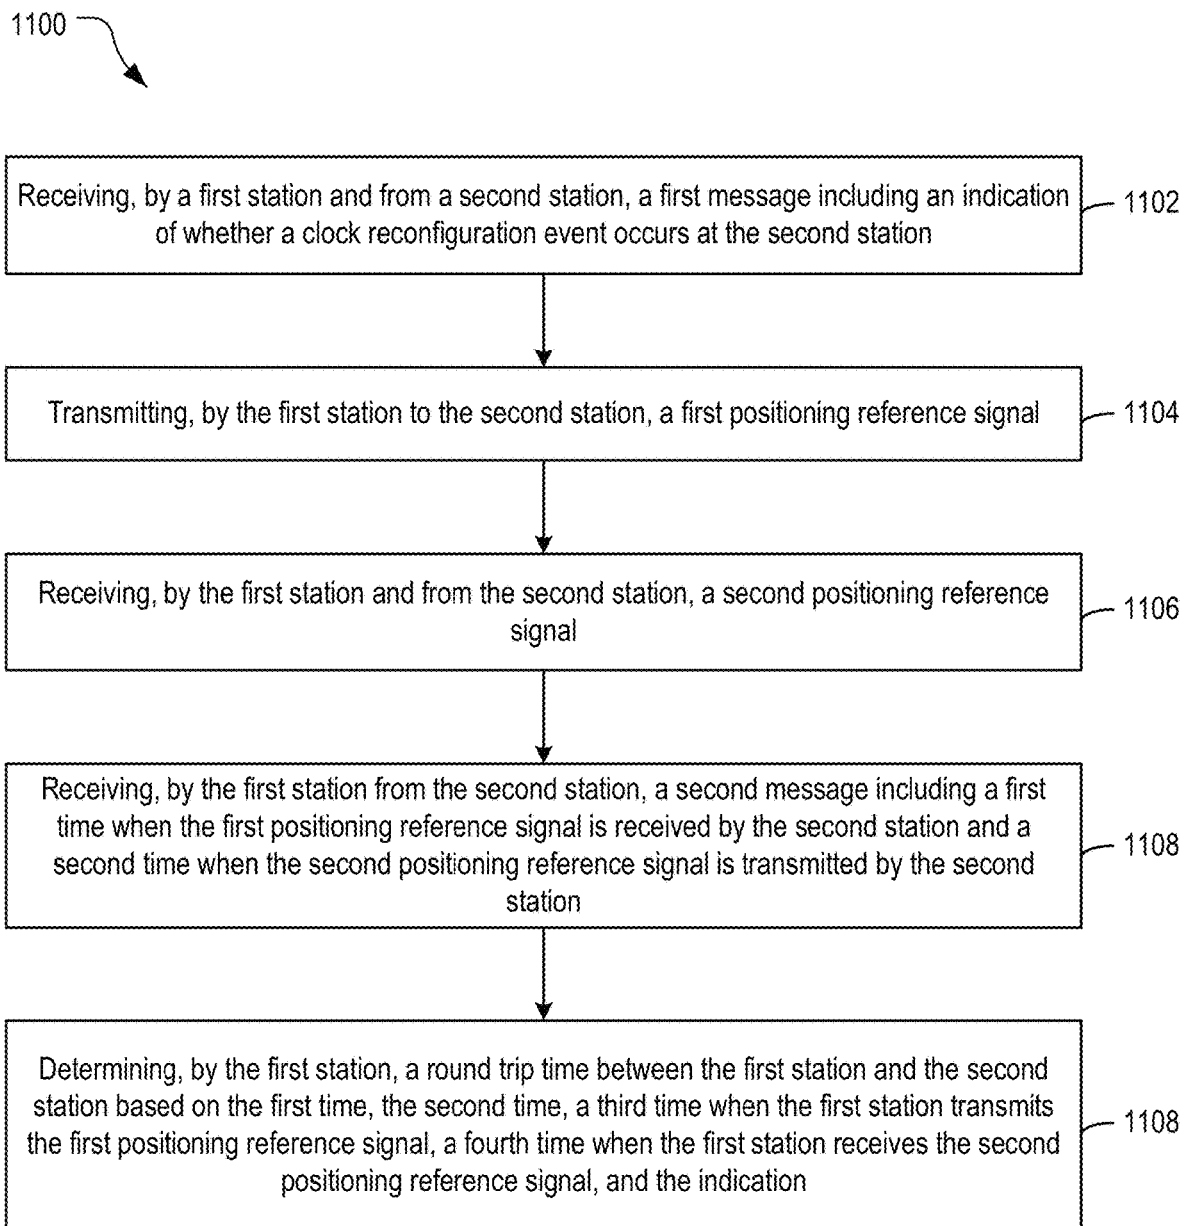 1100
Receiving, by a first station and from a second station, a first message including an indication
of whether a clock reconfiguration event occurs at the second station
1102
Transmitting, by the first station to the second station, a first positioning reference signal
1104
Receiving, by the first station and from the second station, a second positioning reference
signal
1106
Receiving, by the first station from the second station, a second message including a first
time when the first positioning reference signal is received by the second station and a
second time when the second positioning reference signal is transmitted by the second
station
1108
Determining, by the first station, a round trip time between the first station and the second
station based on the first time, the second time, a third time when the first station transmits
the first positioning reference signal, a fourth time when the first station receives the second
positioning reference signal, and the indication
1108